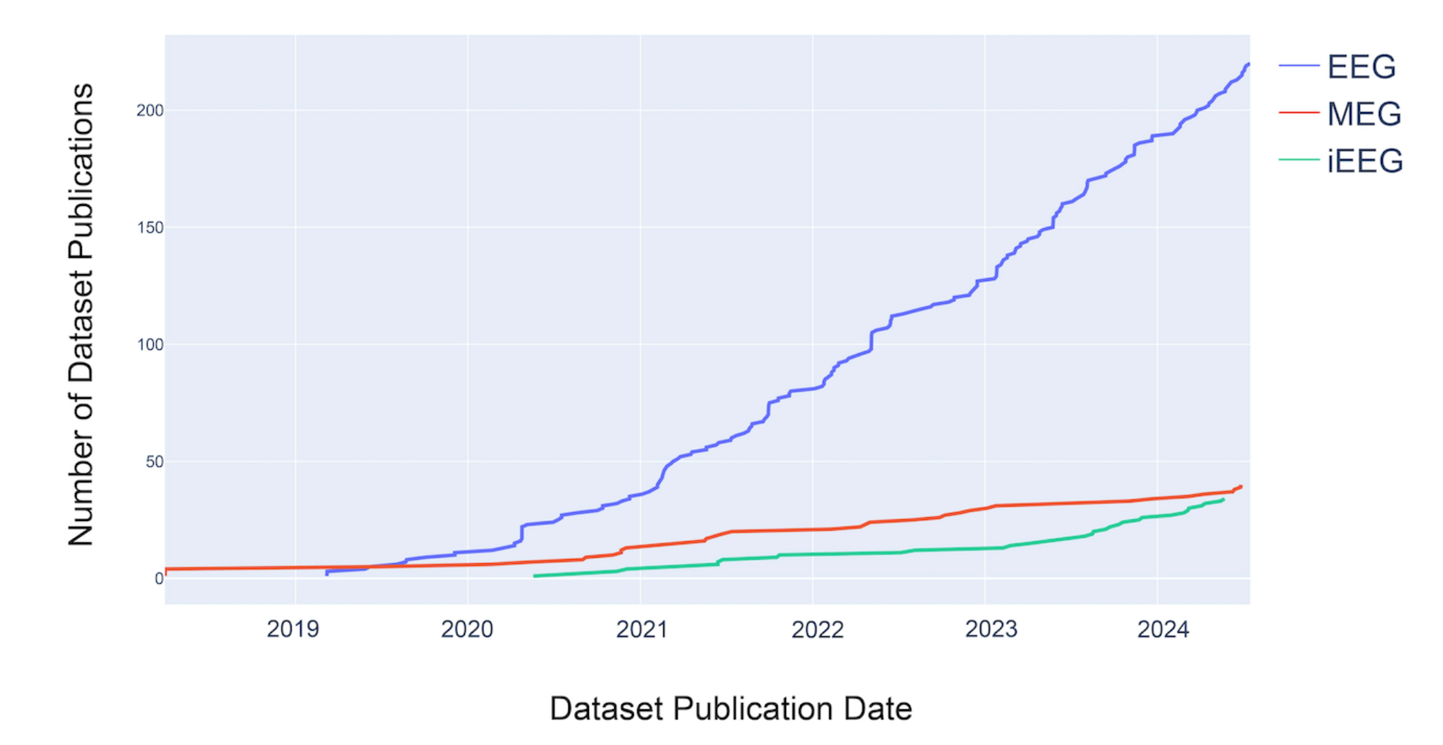 Number of Dataset Publications
200
150
100
50
0
2019 2020 2021 2022 2023 2024
Dataset Publication Date
EEG
MEG
iEEG